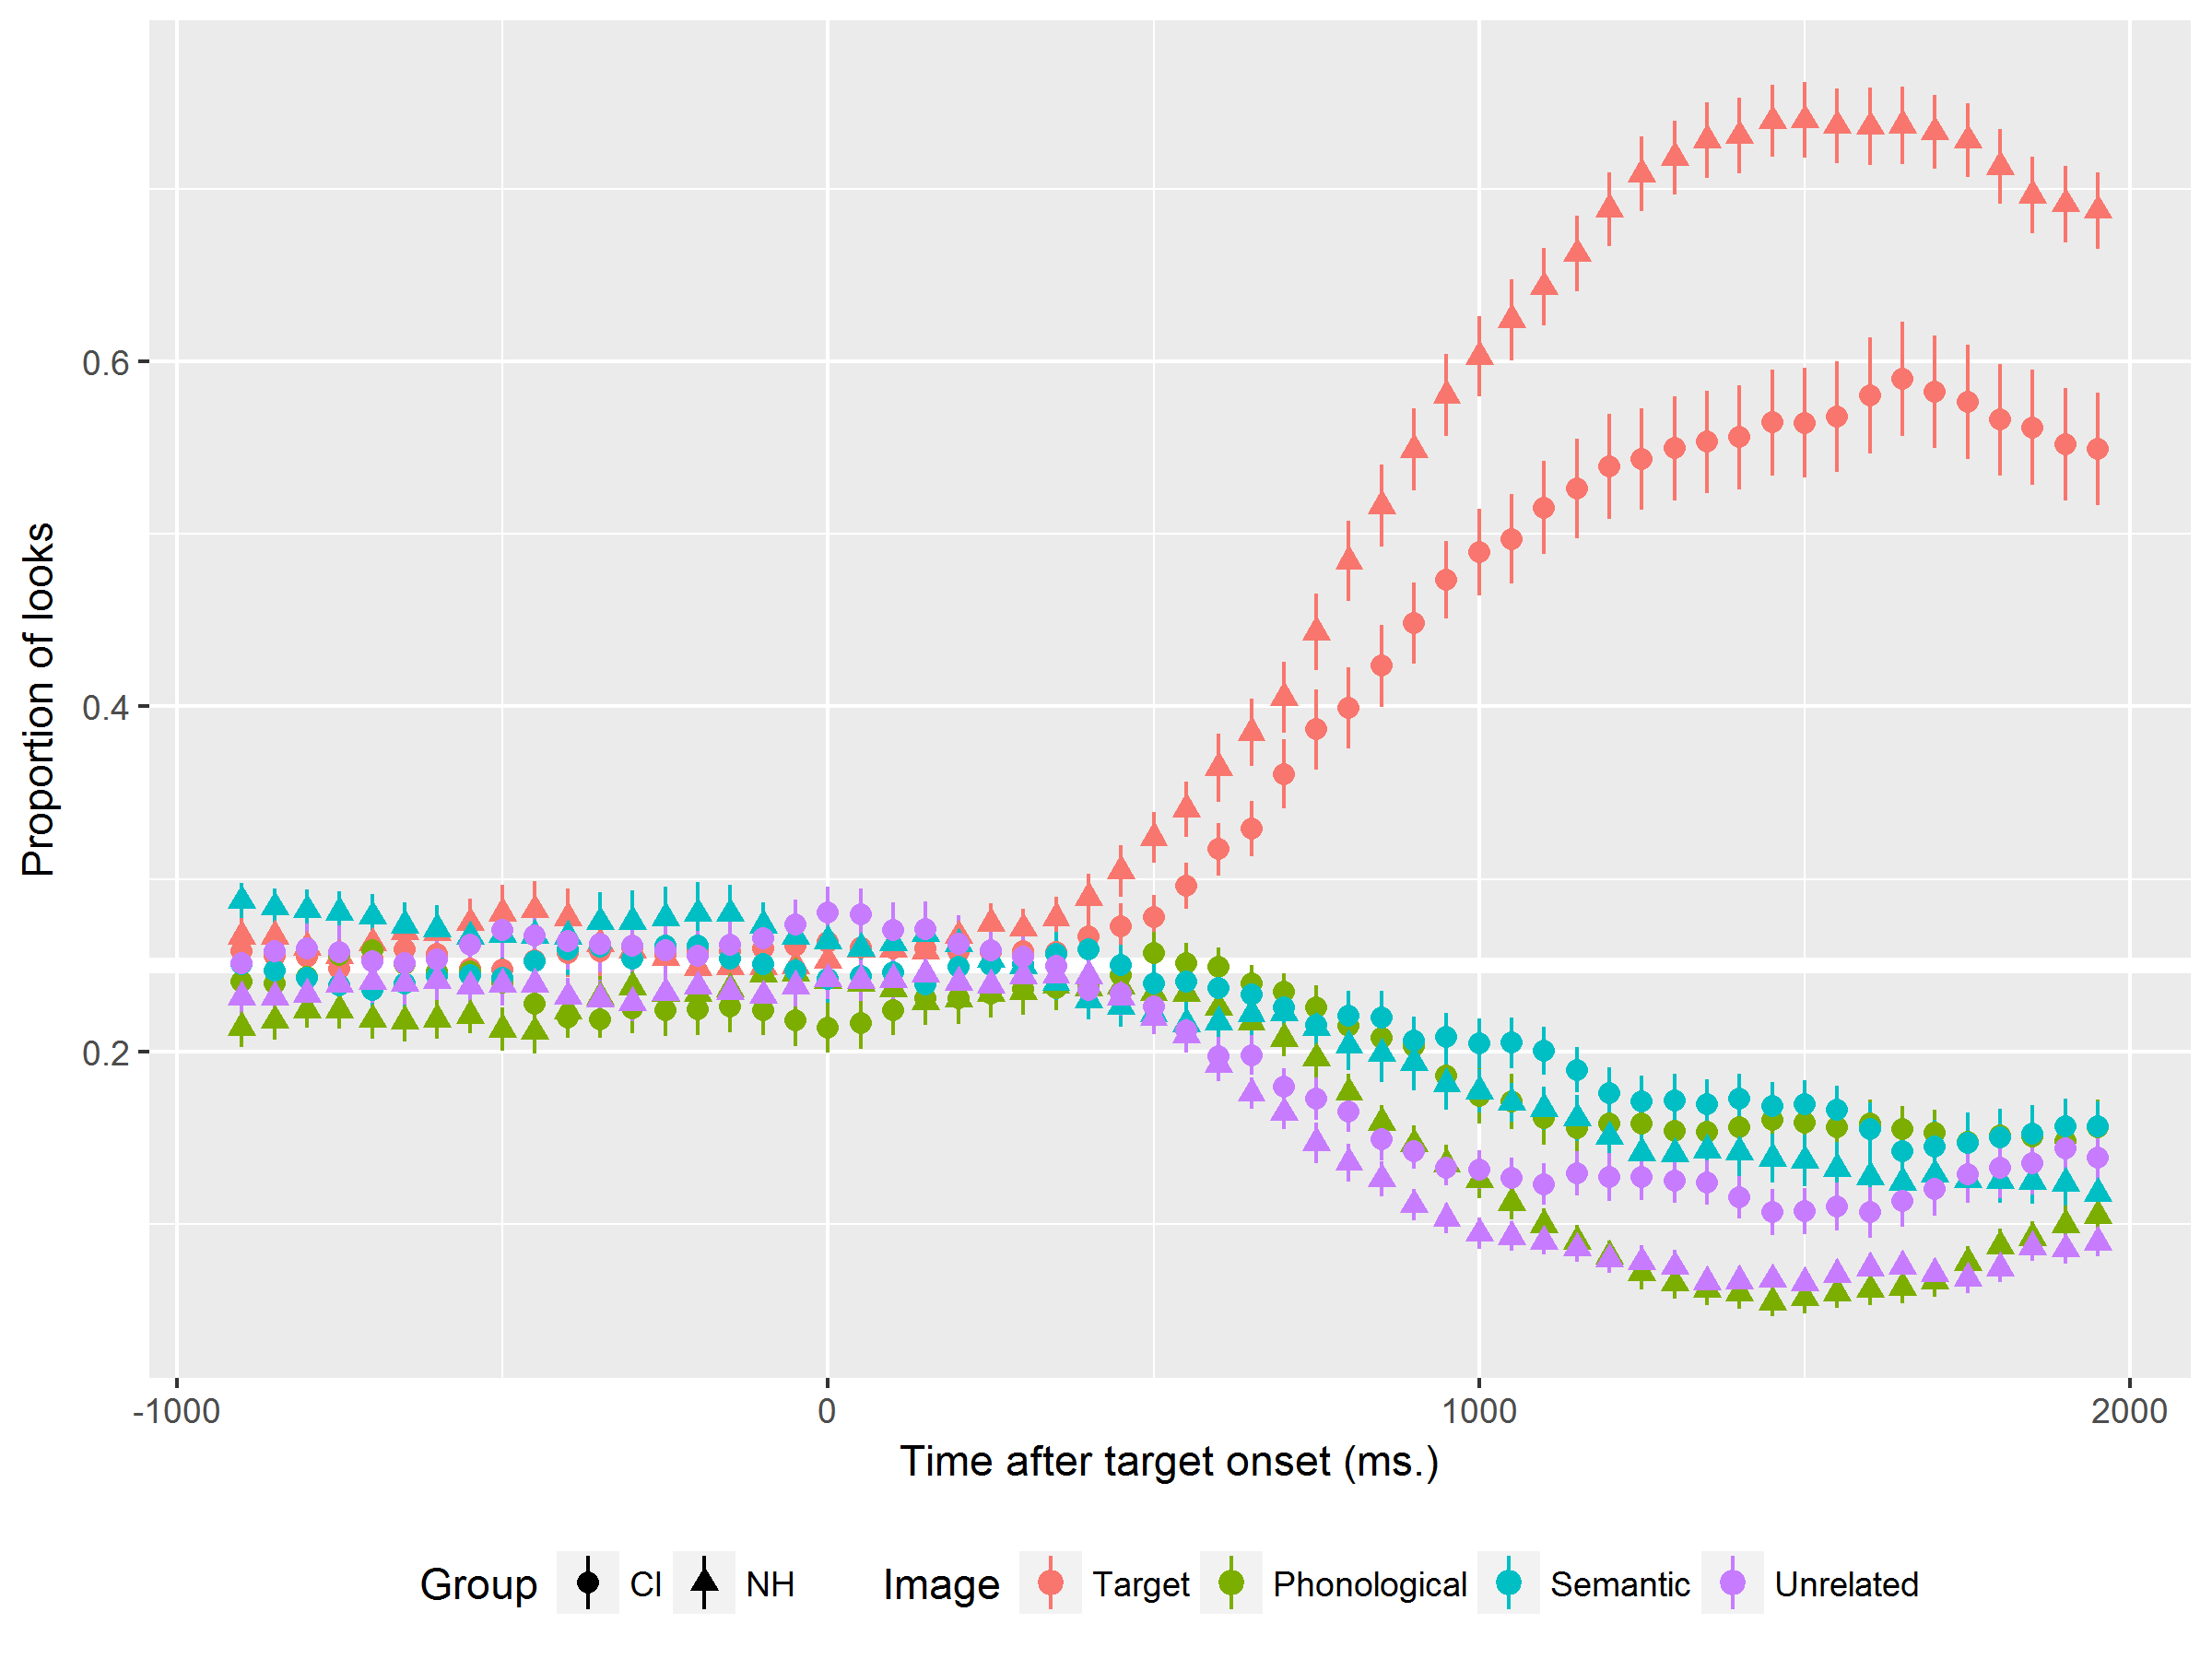 Proportion of looks
0.6
0.4
0.2
-1000 0 1000 2000
Time after target onset (ms.)
Group CI NH Image Target Phonological Semantic Unrelated